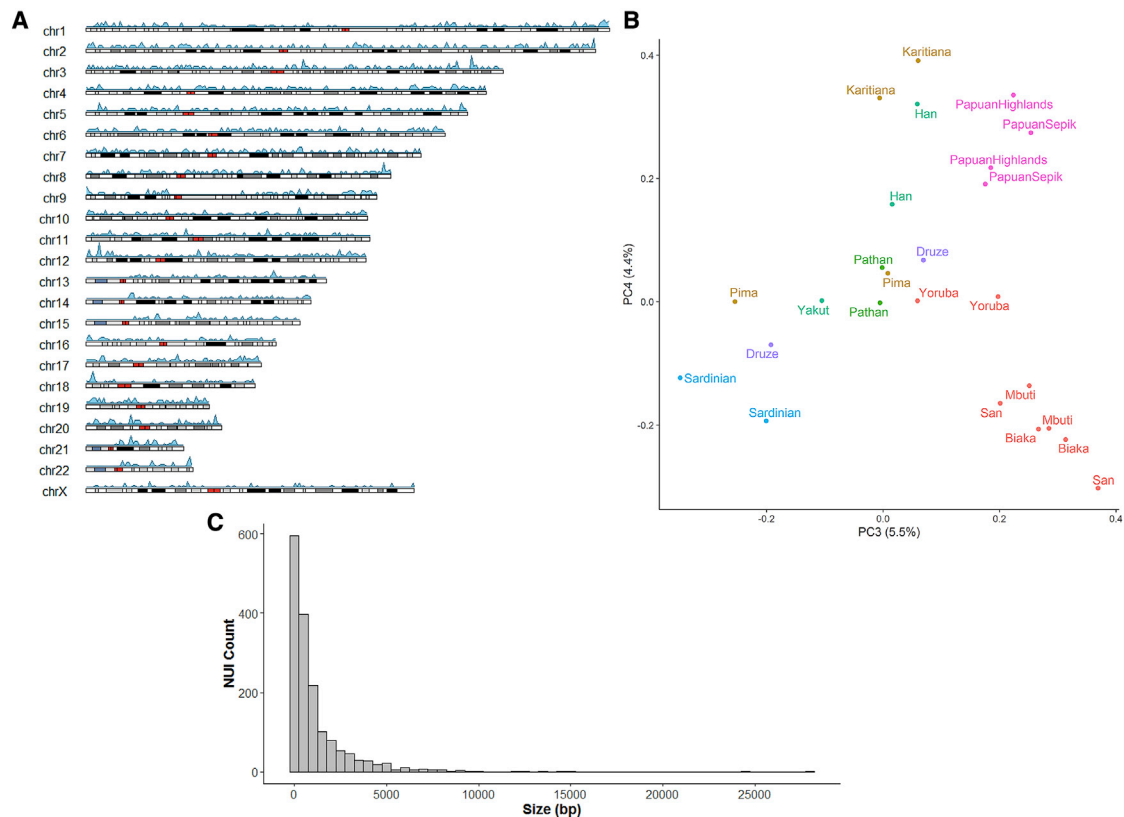 A
chr1
chr2
chr3
chr4
chr5
chr6
chr7
chr8
chr9
chr10
chr11
chr12
chr13
chr14
chr15
chr16
chr17
chr18
chr19
chr20
chr21
chr22
chrX
B
PC4 (4.4%)
0.4
0.2
0.0
-0.2
Karitiana
Karitiana
PapuanHighlands
Han
PapuanSepik
PapuanHighlands
PapuanSepik
Han
Druze
Pathan
Pima
Pima
Yoruba
Yoruba
Yakut
Pathan
Druze
Sardinian
Mbuti
Sardinian
San
Mbuti
Biaka
Biaka
San
-0.2
0.0
0.2
0.4
PC3 (5.5%)
C
NUI Count
600
400
200
0
0
5000
10000
15000
20000
25000
Size (bp)